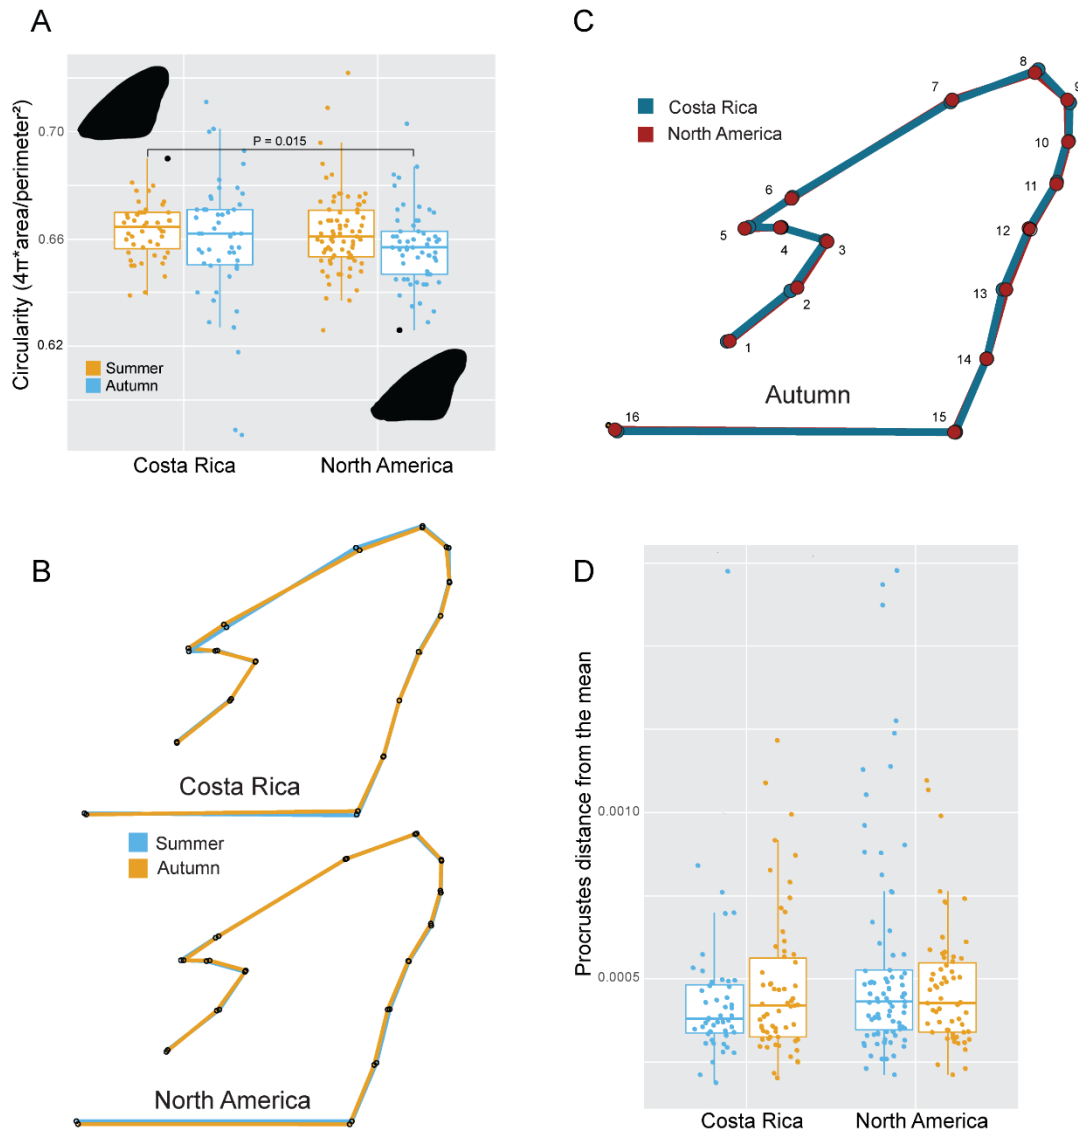 A
Circularity (4π*area/perimeter²)
0.70
0.66
0.62
P = 0.015
Summer
Autumn
Costa Rica
North America
C
Costa Rica
North America
1
2
3
4
5
6
7
8
9
10
11
12
13
14
15
16
Autumn
B
Costa Rica
Summer
Autumn
North America
D
Procrustes distance from the mean
0.0010
0.0005
Costa Rica
North America